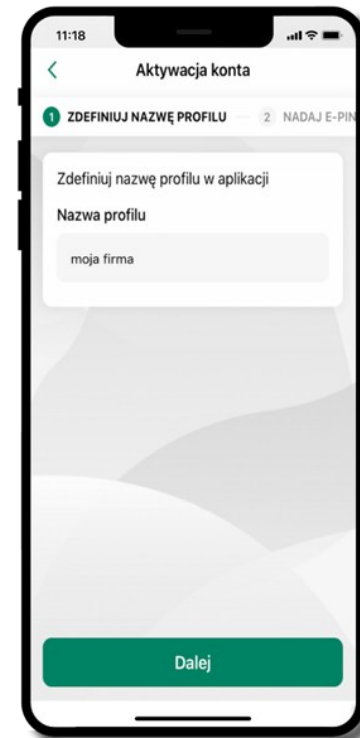 11:18
Aktywacja konta
1 ZDEFINIUJ NAZWĘ PROFILU 2 NADAJ E-PIN
Zdefiniuj nazwę profilu w aplikacji
Nazwa profilu
moja firma
Dalej